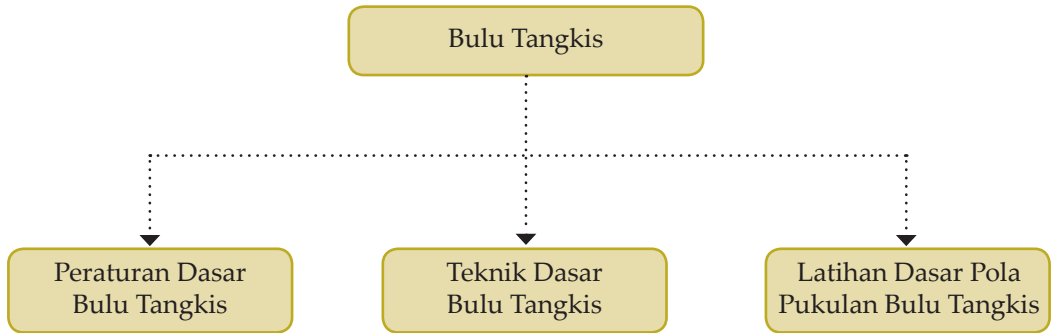 Bulu Tangkis
Peraturan Dasar
Bulu Tangkis
Teknik Dasar
Bulu Tangkis
Latihan Dasar Pola
Pukulan Bulu Tangkis